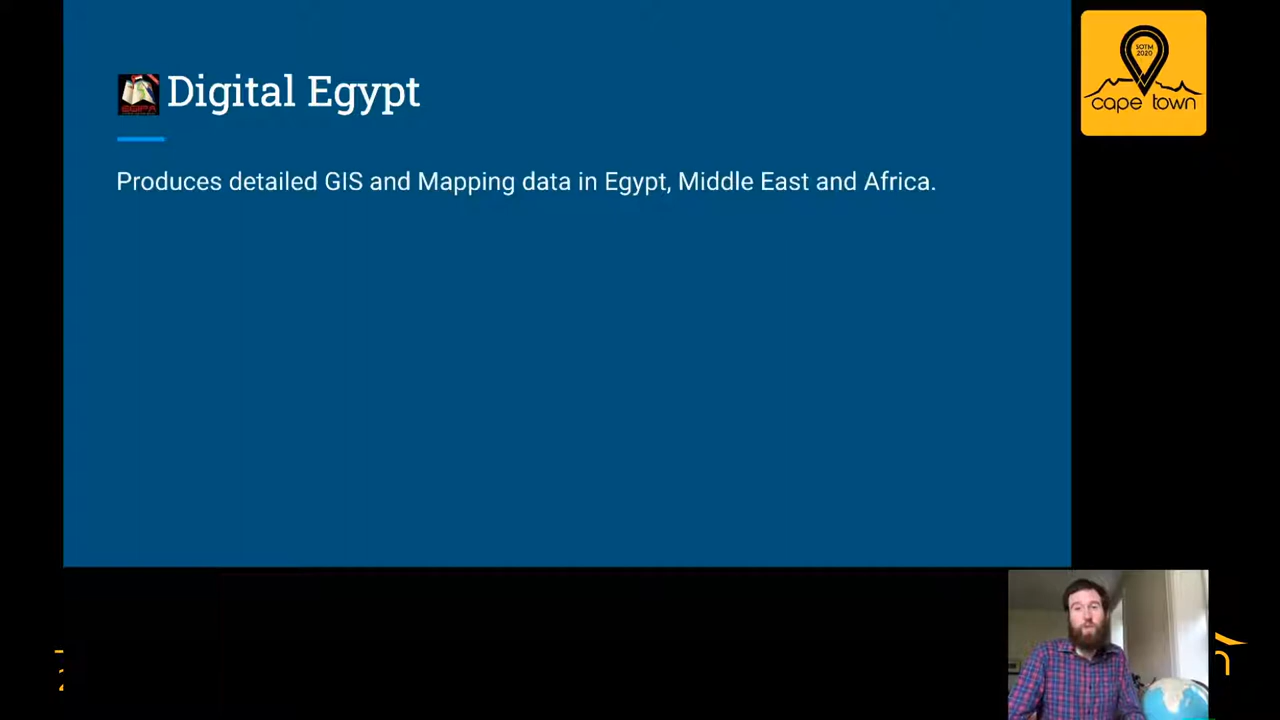 Digital Egypt
Produces detailed GIS and Mapping data in Egypt, Middle East and Africa.
SOTM
2020
cape town